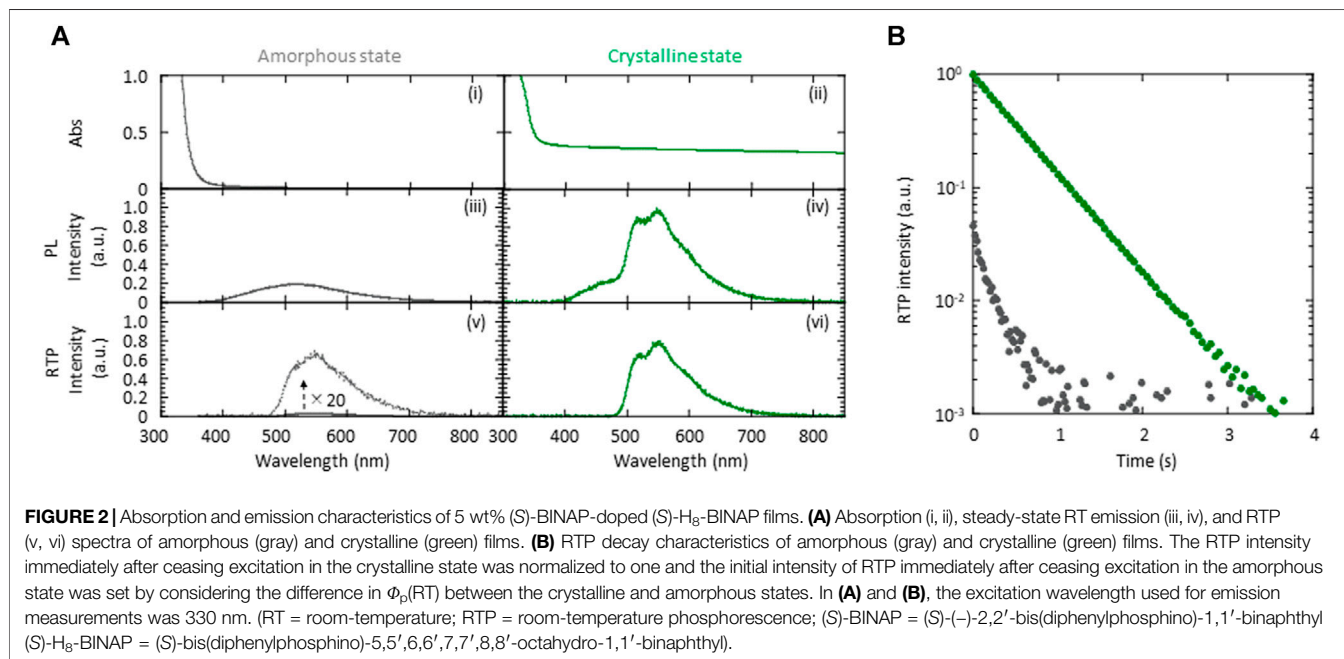 A
B
Amorphous state
Crystalline state
(i)
(ii)
Abs
1.0
0.5
0
(iii)
(iv)
PL
Intensity
(a.u.)
1.0
0.8
0.6
0.4
0.2
0
(v)
(vi)
RTP
Intensity
(a.u.)
1.0
0.8
0.6
0.4
0.2
0
× 20
300 400 500 600 700 800
300 400 500 600 700 800
Wavelength (nm)
Wavelength (nm)
RTP intensity (a.u.)
10⁰
10⁻¹
10⁻²
10⁻³
0 1 2 3 4
Time (s)
FIGURE 2 | Absorption and emission characteristics of 5 wt% (S)-BINAP-doped (S)-H₈-BINAP films. (A) Absorption (i, ii), steady-state RT emission (iii, iv), and RTP
(v, vi) spectra of amorphous (gray) and crystalline (green) films. (B) RTP decay characteristics of amorphous (gray) and crystalline (green) films. The RTP intensity
immediately after ceasing excitation in the crystalline state was normalized to one and the initial intensity of RTP immediately after ceasing excitation in the amorphous
state was set by considering the difference in Φₚ(RT) between the crystalline and amorphous states. In (A) and (B), the excitation wavelength used for emission
measurements was 330 nm. (RT = room-temperature; RTP = room-temperature phosphorescence; (S)-BINAP = (S)-(–)-2,2′-bis(diphenylphosphino)-1,1′-binaphthyl
(S)-H₈-BINAP = (S)-bis(diphenylphosphino)-5,5′,6,6′,7,7′,8,8′-octahydro-1,1′-binaphthyl).